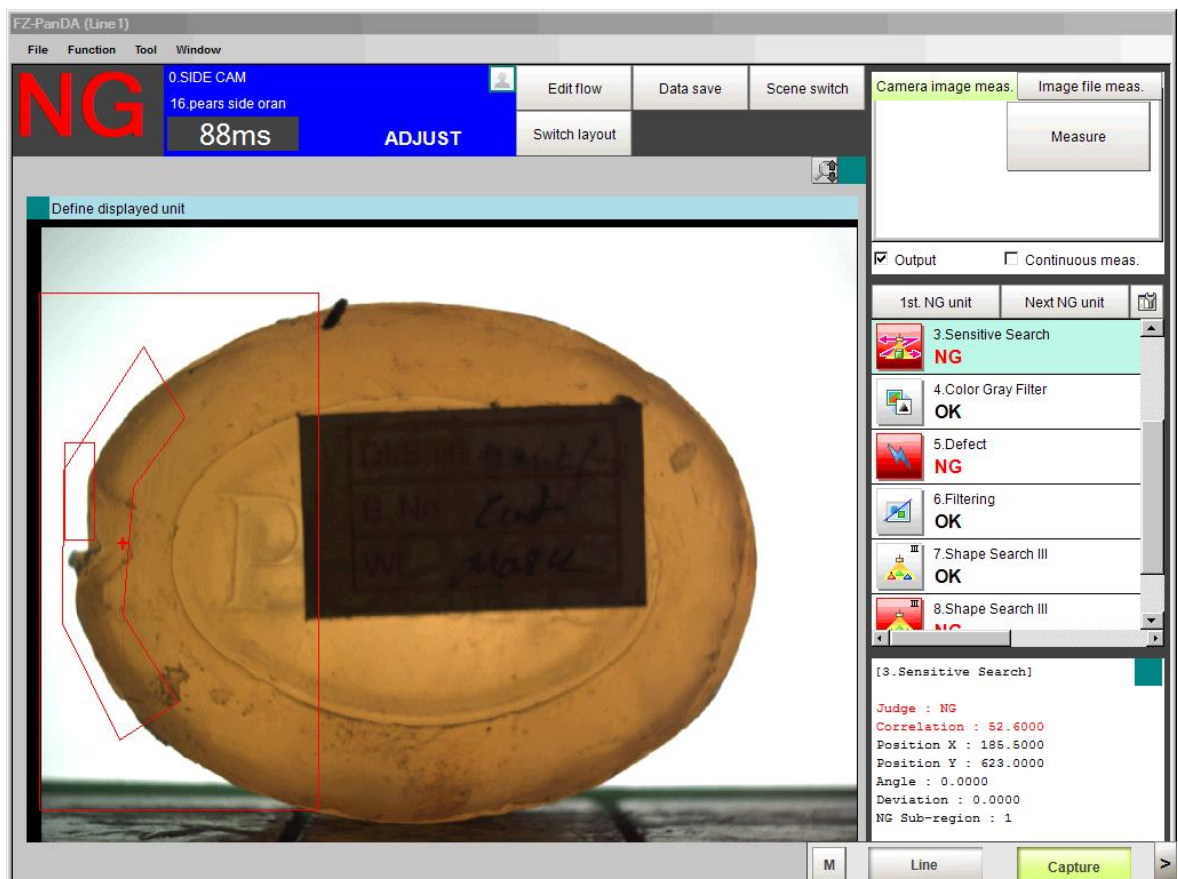 FZ-PanDA (Line1)
File Function Tool Window
NG
0.SIDE CAM
16.pears side oran
88ms
ADJUST
Edit flow
Data save
Scene switch
Switch layout
Camera image meas.
Image file meas.
Measure
Output
Continuous meas.
Define displayed unit
1st. NG unit
Next NG unit
3.Sensitive Search
NG
4.Color Gray Filter
OK
5.Defect
NG
6.Filtering
OK
7.Shape Search III
OK
8.Shape Search III
NG
P
B.No.
[3.Sensitive Search]
Judge : NG
Correlation : 52.6000
Position X : 185.5000
Position Y : 623.0000
Angle : 0.0000
Deviation : 0.0000
NG Sub-region : 1
M
Line
Capture
>